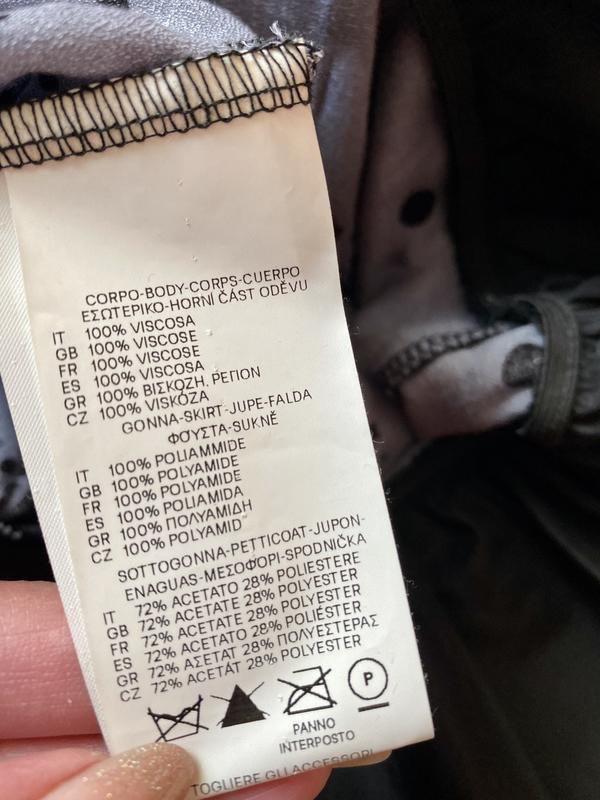 CORPO-BODY-CORPS-CUERPO
ΕΣΩΤΕΡΙΚΟ-HORNÍ ČÁST ODĚVU
IT 100% VISCOSA
GB 100% VISCOSE
FR 100% VISCOSE
ES 100% VISCOSA
GR 100% ΒΙΣΚΟΖΗ, ΡΕΓΙΟΝ
CZ 100% VISKÓZA
GONNA-SKIRT-JUPE-FALDA
ΦΟΥΣΤΑ-SUKNĚ
IT 100% POLIAMMIDE
GB 100% POLYAMIDE
FR 100% POLYAMIDE
ES 100% POLIAMIDA
GR 100% ΠΟΛΥΑΜΙΔΗ
CZ 100% POLYAMID
SOTTOGONNA-PETTICOAT-JUPON-
ENAGUAS-ΜΕΣΟΦΟΡΙ-SPODNIČKA
IT 72% ACETATO 28% POLIESTERE
GB 72% ACETATE 28% POLYESTER
FR 72% ACETATE 28% POLYESTER
ES 72% ACETATO 28% POLIÉSTER
GR 72% ΑΣΕΤΑΤ 28% ΠΟΛΥΕΣΤΕΡΑΣ
CZ 72% ACETÁT 28% POLYESTER
P
PANNO
INTERPOSTO
TOGLIERE GLI ACCESSORI